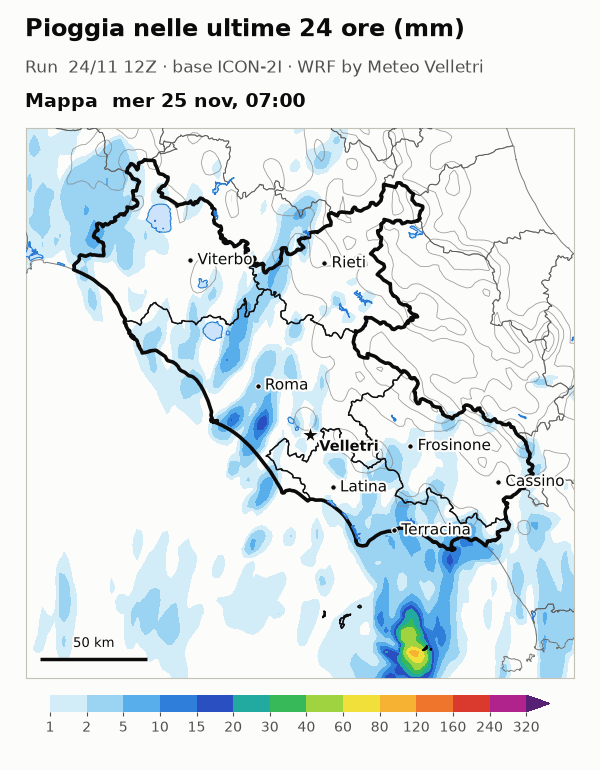 Pioggia nelle ultime 24 ore (mm)
Run  24/11 12Z · base ICON-2I · WRF by Meteo Velletri
Mappa  mer 25 nov, 07:00
Viterbo
Rieti
Roma
Velletri
Frosinone
Cassino
Latina
Terracina
50 km
1 2 5 10 15 20 30 40 60 80 120 160 240 320